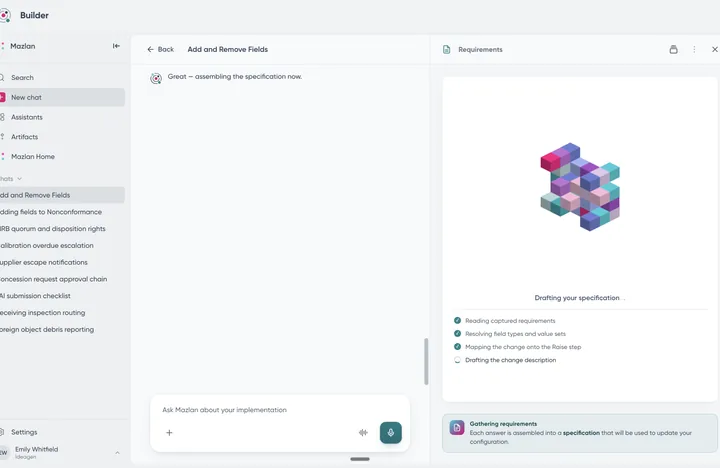 Builder
Mazlan
Search
New chat
Assistants
Artifacts
Mazlan Home
hats
dd and Remove Fields
dding fields to Nonconformance
RB quorum and disposition rights
alibration overdue escalation
upplier escape notifications
oncession request approval chain
AI submission checklist
eceiving inspection routing
oreign object debris reporting
Settings
EW
Emily Whitfield
Ideagen
Back
Add and Remove Fields
Great — assembling the specification now.
Ask Mazlan about your implementation
Requirements
Drafting your specification .
Reading captured requirements
Resolving field types and value sets
Mapping the change onto the Raise step
Drafting the change description
Gathering requirements
Each answer is assembled into a specification that will be used to update your
configuration.